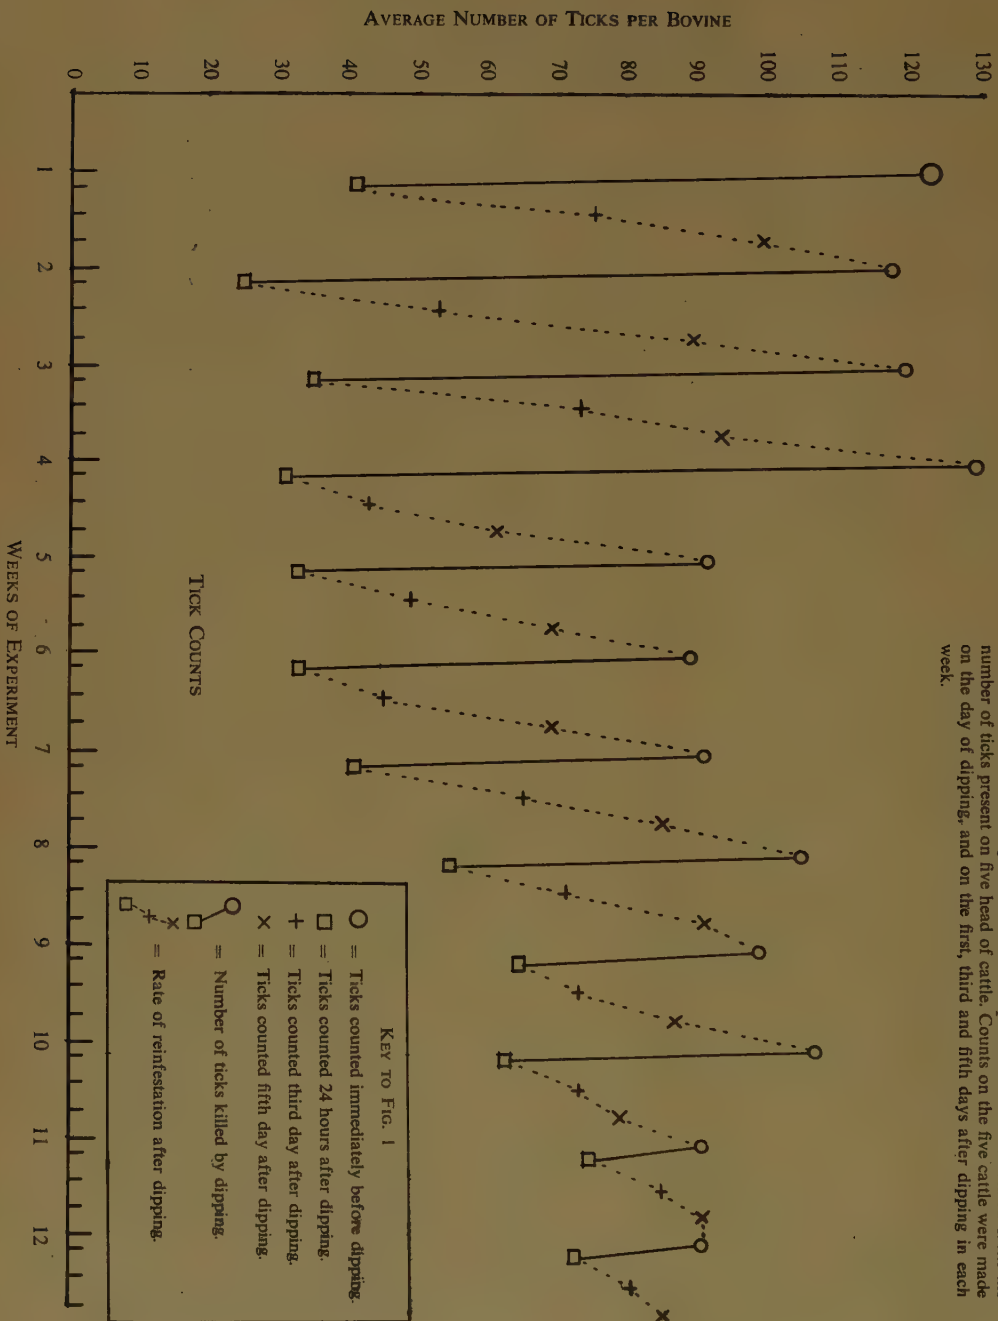 number of ticks present on five head of cattle. Counts on the five cattle were made
on the day of dipping, and on the first, third and fifth days after dipping in each
week.
AVERAGE NUMBER OF TICKS PER BOVINE
130
120
110
100
90
80
70
60
50
40
30
20
10
0
TICK COUNTS
KEY TO FIG. 1
= Ticks counted immediately before dipping.
= Ticks counted 24 hours after dipping.
= Ticks counted third day after dipping.
= Ticks counted fifth day after dipping.
= Number of ticks killed by dipping.
= Rate of reinfestation after dipping.
1 2 3 4 5 6 7 8 9 10 11 12
WEEKS OF EXPERIMENT